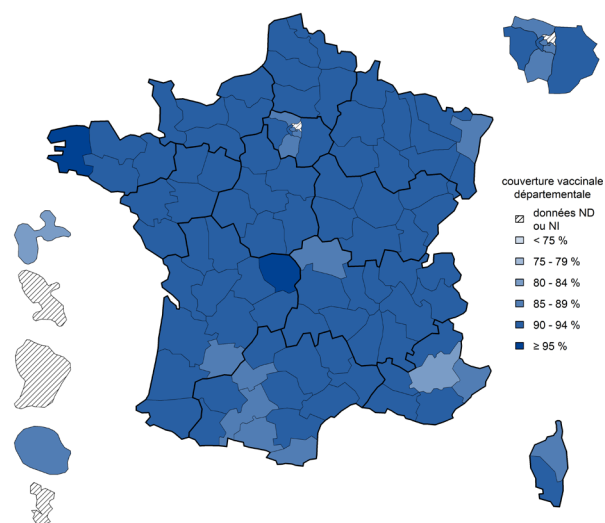 couverture vaccinale
départementale
données ND
ou NI
< 75 %
75 - 79 %
80 - 84 %
85 - 89 %
90 - 94 %
≥ 95 %